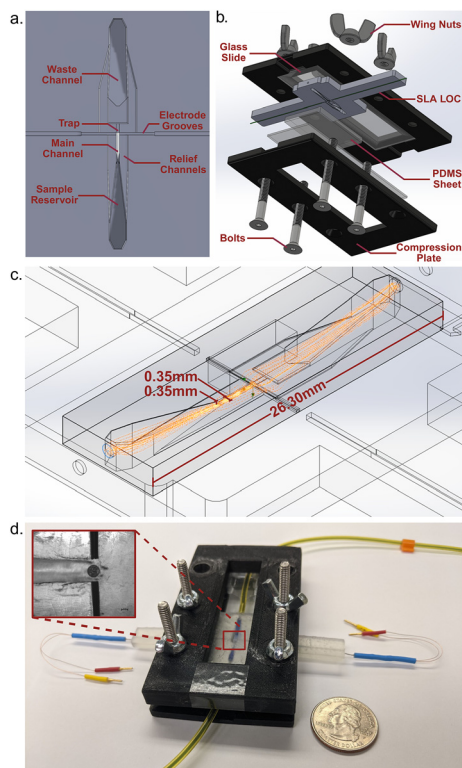 a.
Waste
Channel
Trap
Main
Channel
Sample
Reservoir
Electrode
Grooves
Relief
Channels
b.
Wing Nuts
Glass
Slide
SLA LOC
PDMS
Sheet
Bolts
Compression
Plate
c.
0.35mm
0.35mm
26.30mm
d.